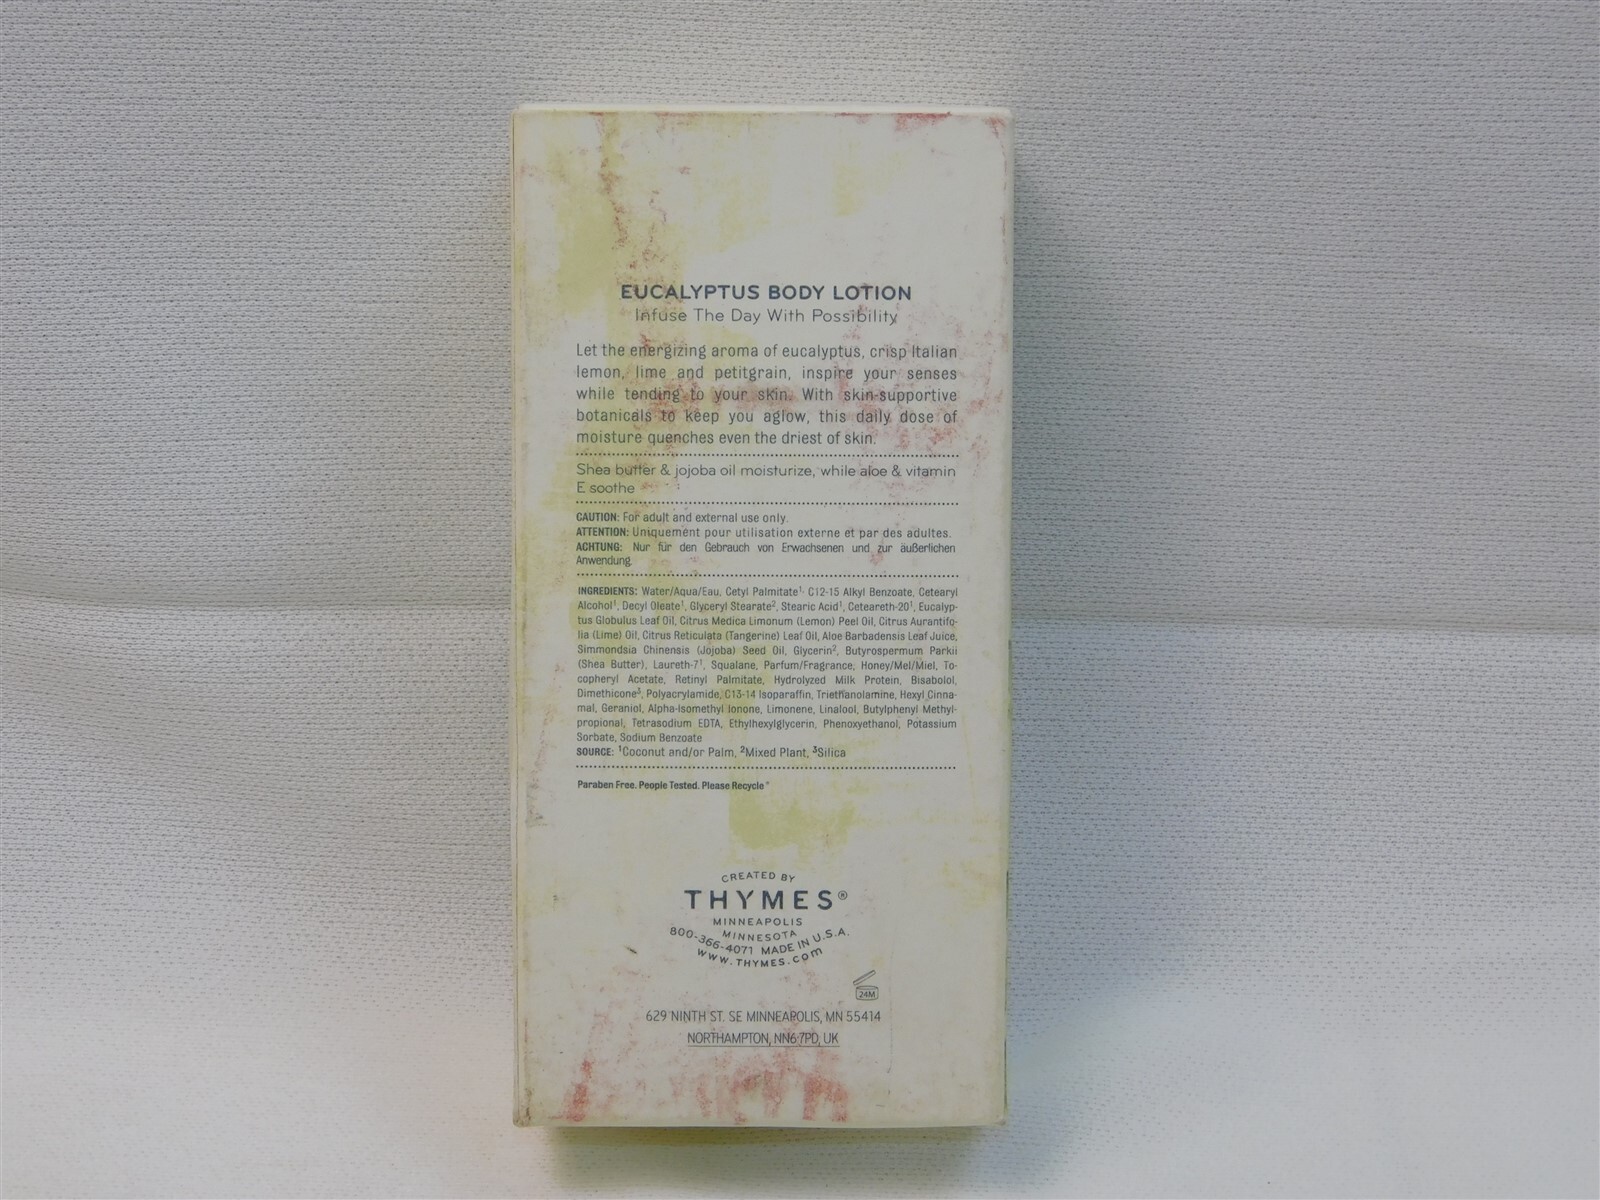 EUCALYPTUS BODY LOTION
Infuse The Day With Possibility
Let the energizing aroma of eucalyptus, crisp Italian
lemon, lime and petitgrain, inspire your senses
while tending to your skin. With skin-supportive
botanicals to keep you aglow, this daily dose of
moisture quenches even the driest of skin.
Shea butter & jojoba oil moisturize, while aloe & vitamin
E soothe
CAUTION: For adult and external use only.
ATTENTION: Uniquement pour utilisation externe et par des adultes.
ACHTUNG: Nur für den Gebrauch von Erwachsenen und zur äußerlichen
Anwendung.
INGREDIENTS: Water/Aqua/Eau, Cetyl Palmitate¹, C12-15 Alkyl Benzoate, Cetearyl
Alcohol¹, Decyl Oleate¹, Glyceryl Stearate², Stearic Acid¹, Ceteareth-20¹, Eucalyp-
tus Globulus Leaf Oil, Citrus Medica Limonum (Lemon) Peel Oil, Citrus Aurantifo-
lia (Lime) Oil, Citrus Reticulata (Tangerine) Leaf Oil, Aloe Barbadensis Leaf Juice,
Simmondsia Chinensis (Jojoba) Seed Oil, Glycerin², Butyrospermum Parkii
(Shea Butter), Laureth-7¹, Squalane, Parfum/Fragrance, Honey/Mel/Miel, To-
copheryl Acetate, Retinyl Palmitate, Hydrolyzed Milk Protein, Bisabolol,
Dimethicone³, Polyacrylamide, C13-14 Isoparaffin, Triethanolamine, Hexyl Cinna-
mal, Geraniol, Alpha-Isomethyl Ionone, Limonene, Linalool, Butylphenyl Methyl-
propional, Tetrasodium EDTA, Ethylhexylglycerin, Phenoxyethanol, Potassium
Sorbate, Sodium Benzoate
SOURCE: ¹Coconut and/or Palm, ²Mixed Plant, ³Silica
Paraben Free. People Tested. Please Recycle
CREATED BY
THYMES®
MINNEAPOLIS
MINNESOTA
800-366-4071 MADE IN U.S.A.
www.THYMES.com
24M
629 NINTH ST. SE MINNEAPOLIS, MN 55414
NORTHAMPTON, NN6 7PD, UK